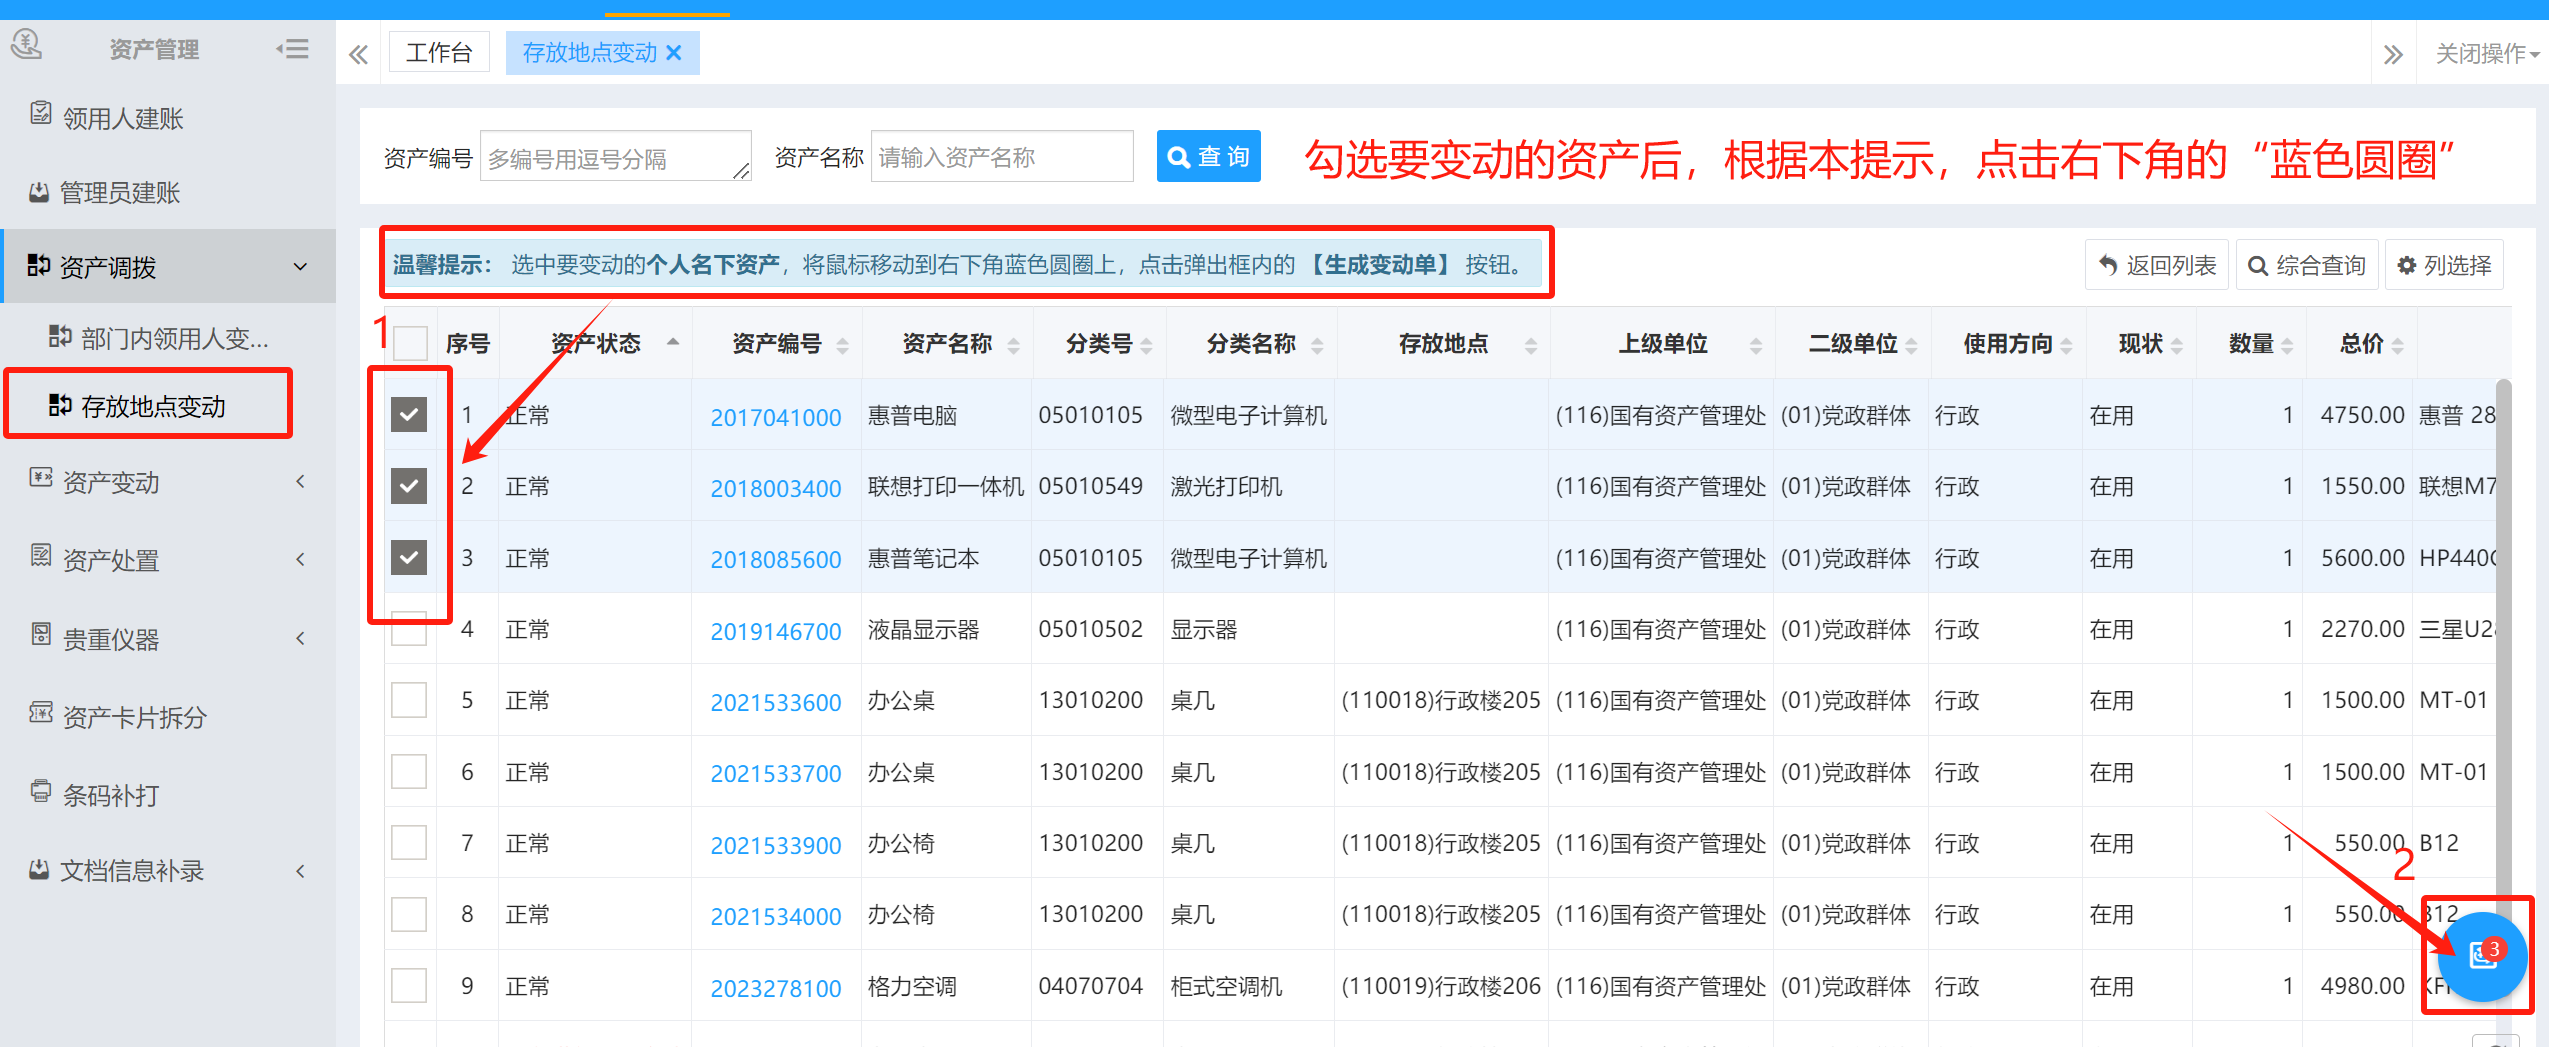 资产管理
工作台
存放地点变动
关闭操作
领用人建账
管理员建账
资产调拨
部门内领用人变...
存放地点变动
资产变动
资产处置
贵重仪器
资产卡片拆分
条码补打
文档信息补录
资产编号 多编号用逗号分隔 资产名称 请输入资产名称 查 询
勾选要变动的资产后，根据本提示，点击右下角的“蓝色圆圈”
温馨提示： 选中要变动的个人名下资产，将鼠标移动到右下角蓝色圆圈上，点击弹出框内的 【生成变动单】 按钮。
返回列表 综合查询 列选择
1
序号 资产状态 资产编号 资产名称 分类号 分类名称 存放地点 上级单位 二级单位 使用方向 现状 数量 总价
1 正常 2017041000 惠普电脑 05010105 微型电子计算机 (116)国有资产管理处 (01)党政群体 行政 在用 1 4750.00 惠普 28
2 正常 2018003400 联想打印一体机 05010549 激光打印机 (116)国有资产管理处 (01)党政群体 行政 在用 1 1550.00 联想M7
3 正常 2018085600 惠普笔记本 05010105 微型电子计算机 (116)国有资产管理处 (01)党政群体 行政 在用 1 5600.00 HP440
4 正常 2019146700 液晶显示器 05010502 显示器 (116)国有资产管理处 (01)党政群体 行政 在用 1 2270.00 三星U2
5 正常 2021533600 办公桌 13010200 桌几 (110018)行政楼205 (116)国有资产管理处 (01)党政群体 行政 在用 1 1500.00 MT-01
6 正常 2021533700 办公桌 13010200 桌几 (110018)行政楼205 (116)国有资产管理处 (01)党政群体 行政 在用 1 1500.00 MT-01
7 正常 2021533900 办公椅 13010200 桌几 (110018)行政楼205 (116)国有资产管理处 (01)党政群体 行政 在用 1 550.00 B12
2
8 正常 2021534000 办公椅 13010200 桌几 (110018)行政楼205 (116)国有资产管理处 (01)党政群体 行政 在用 1 550.00 B12
3
9 正常 2023278100 格力空调 04070704 柜式空调机 (110019)行政楼206 (116)国有资产管理处 (01)党政群体 行政 在用 1 4980.00 KF